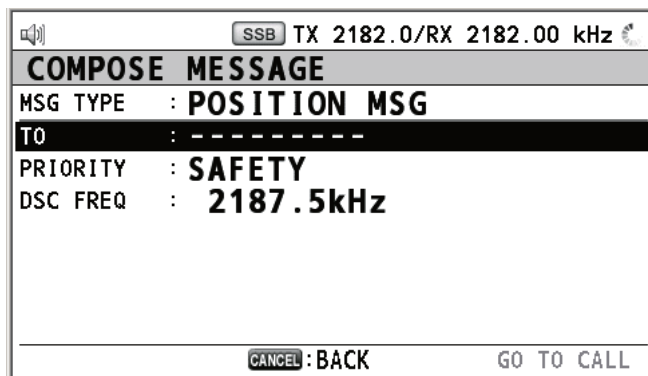 SSB TX 2182.0/RX 2182.00 kHz
COMPOSE MESSAGE
MSG TYPE : POSITION MSG
TO : ---------
PRIORITY : SAFETY
DSC FREQ : 2187.5kHz
CANCEL : BACK GO TO CALL